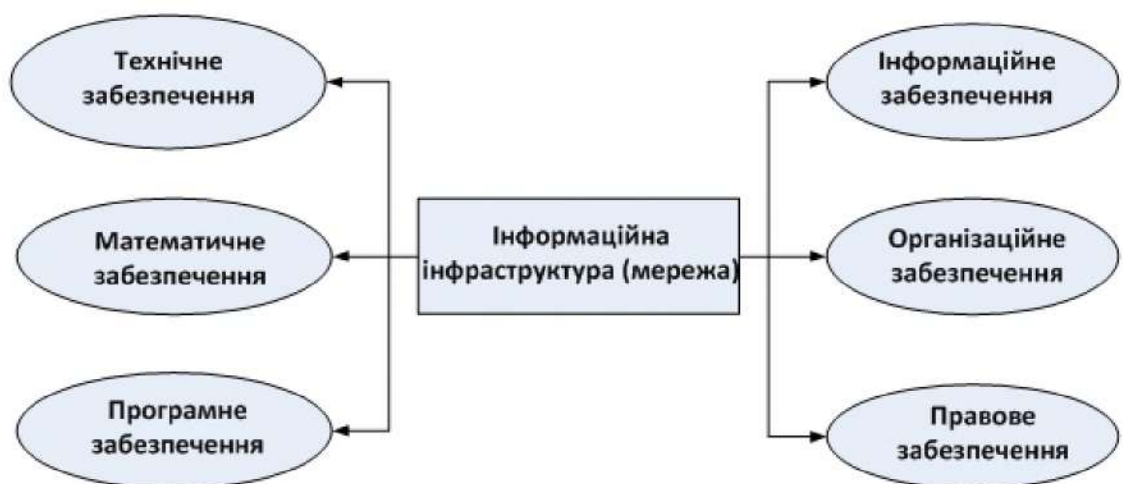 Технічне
забезпечення
Математичне
забезпечення
Програмне
забезпечення
Інформаційна
інфраструктура (мережа)
Інформаційне
забезпечення
Організаційне
забезпечення
Правове
забезпечення